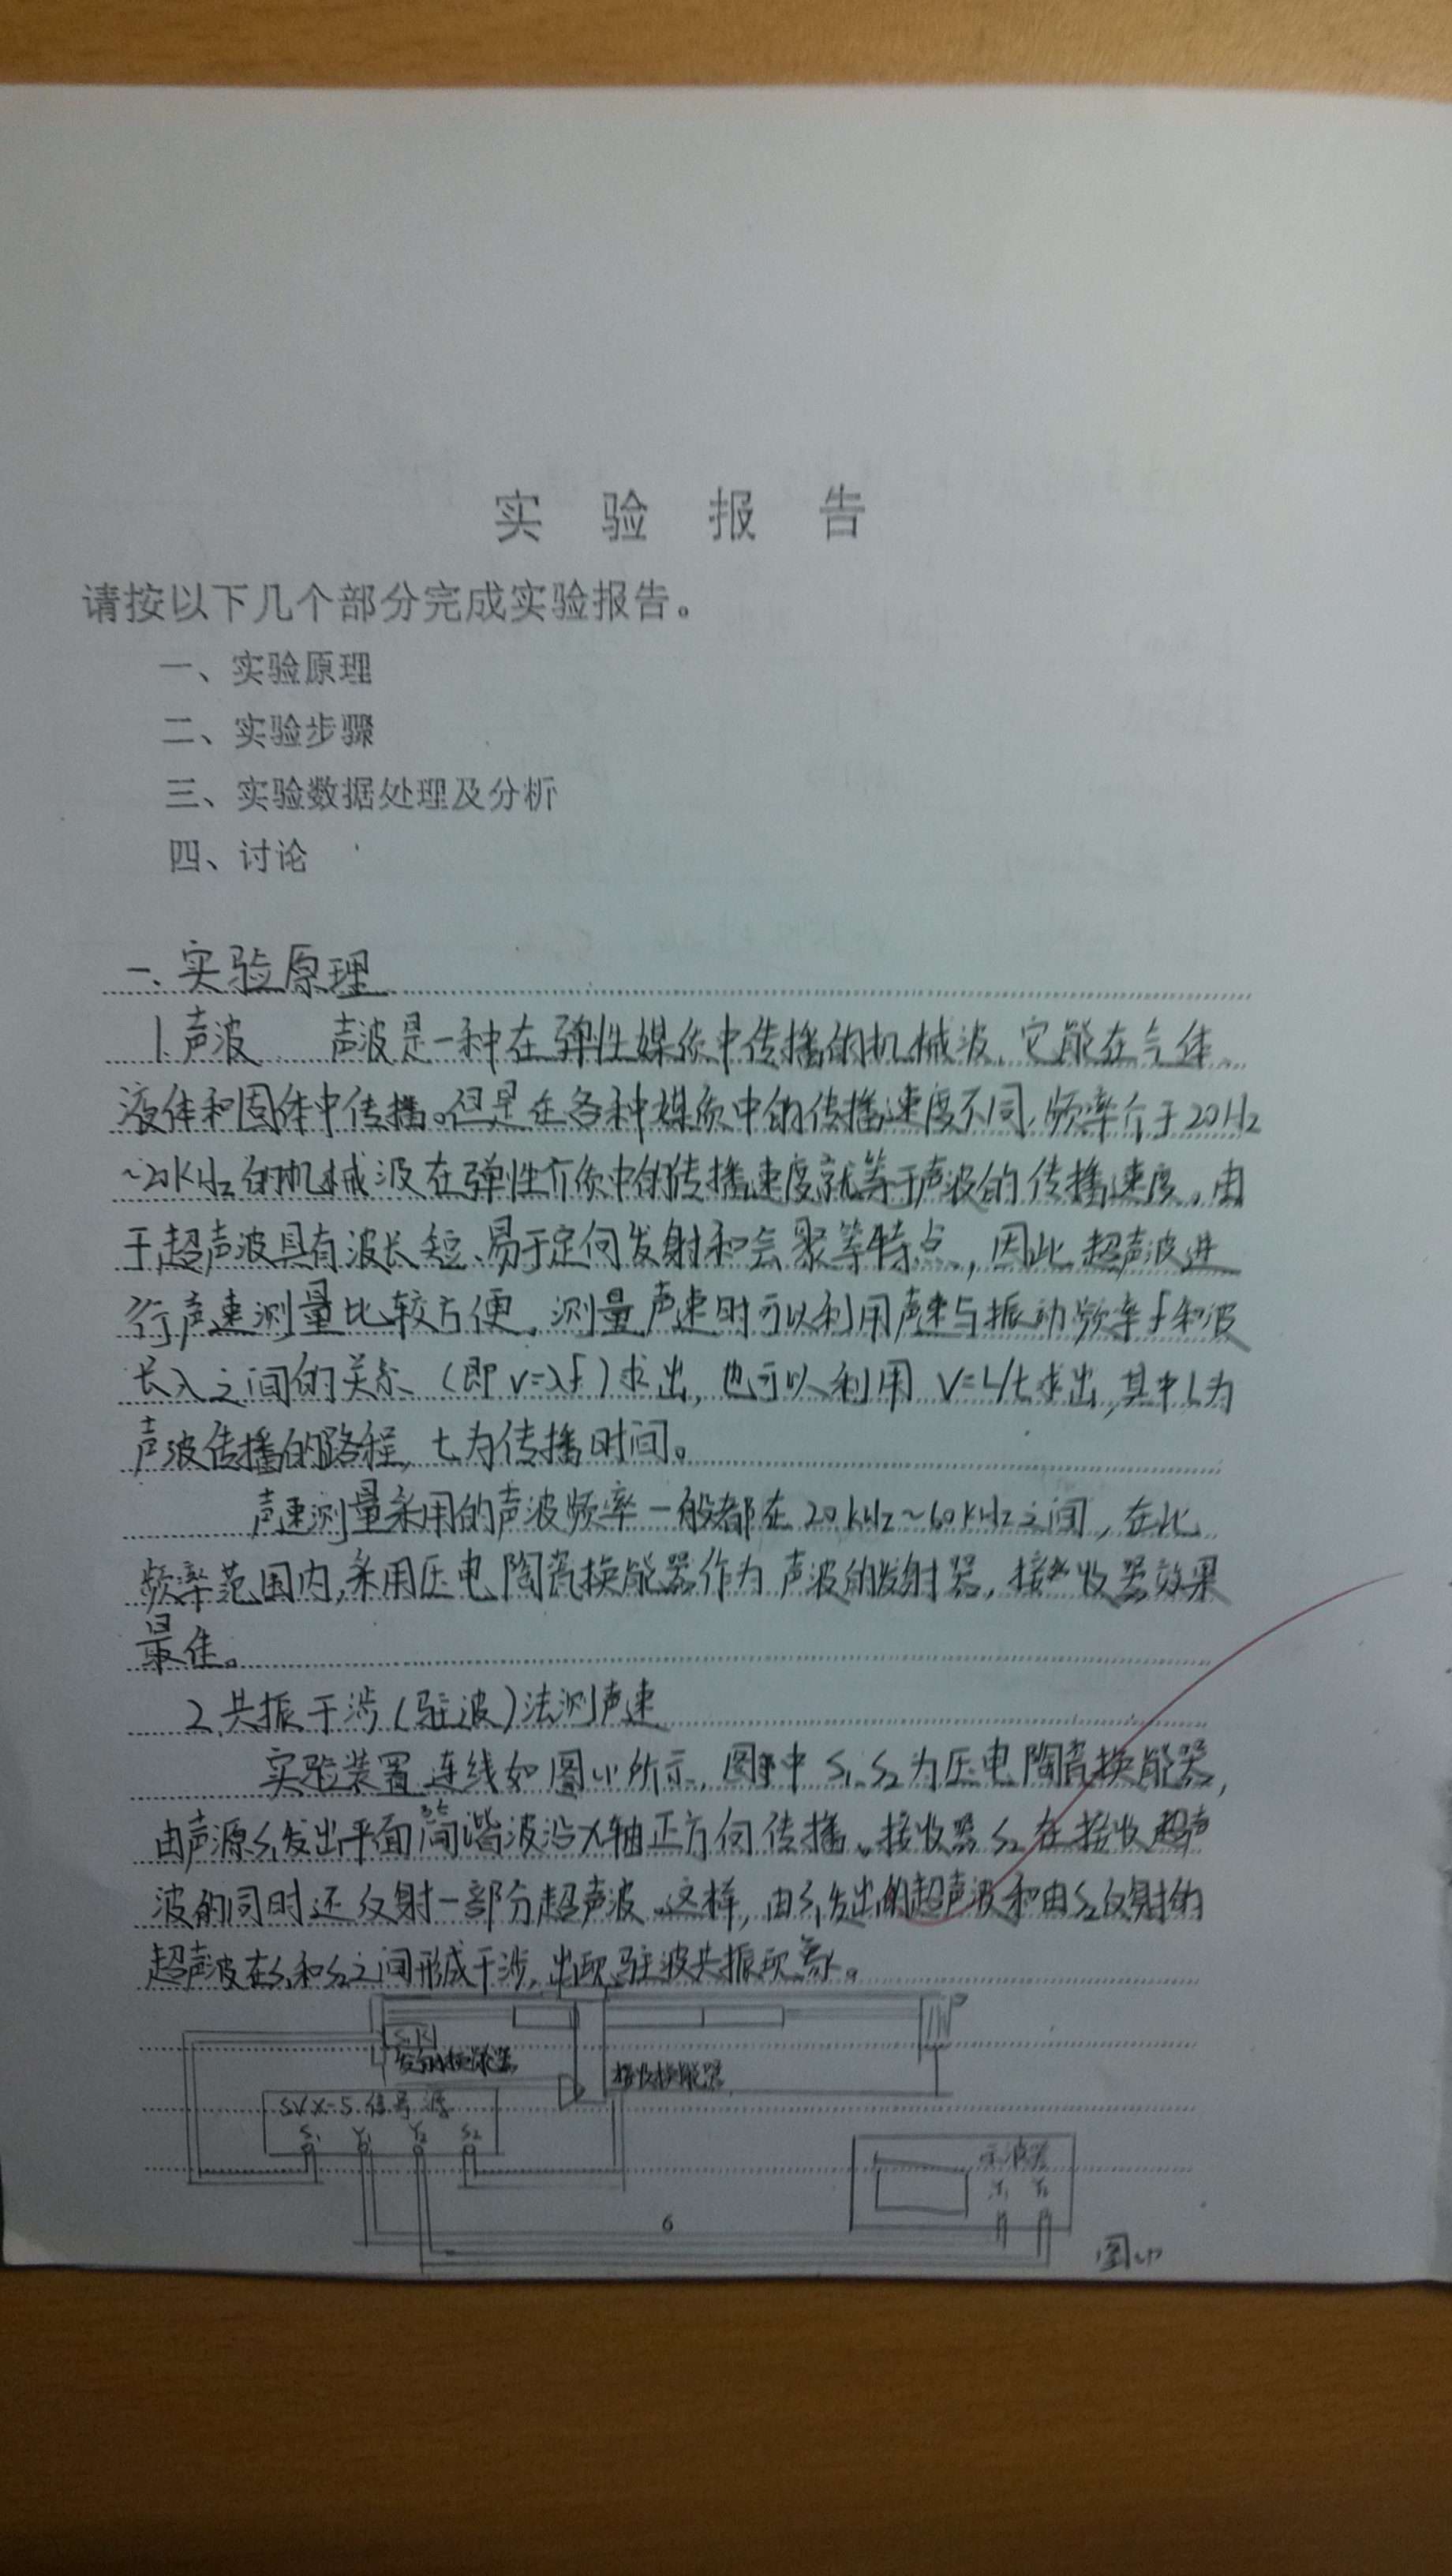 实 验 报 告
请按以下几个部分完成实验报告。
一、实验原理
二、实验步骤
三、实验数据处理及分析
四、讨论
一、实验原理
1.声波 声波是一种在弹性媒质中传播的机械波,它能在气体、
液体和固体中传播。但是在各种媒质中的传播速度不同,频率介于20Hz
~20kHz的机械波在弹性介质中的传播速度就等于声波的传播速度,由
于超声波具有波长短、易于定向发射和会聚等特点,因此超声波进
行声速测量比较方便。测量声速时可以利用声速与振动频率f和波
长λ之间的关系(即v=λf)求出,也可以利用 V=L/t求出,其中L为
声波传播的路程,t为传播时间。
声速测量采用的声波频率一般都在20kHz~60kHz之间,在此
频率范围内,采用压电陶瓷换能器作为声波的发射器,接收器效果
最佳。
2.共振干涉(驻波)法测声速
实验装置连线如图(1)所示,图中S1、S2为压电陶瓷换能器,
由声源S1发出平面简谐波沿X轴正方向传播。接收器S2在接收超声
波的同时还反射一部分超声波。这样,由S1发出的超声波和由S2反射的
超声波在S1和S2之间形成干涉,出现驻波共振现象。
S1
发射换能器
接收换能器
SVX-5信号源
S1 Y1 Y2 S2
示波器
Y1 Y2
6
图(1)